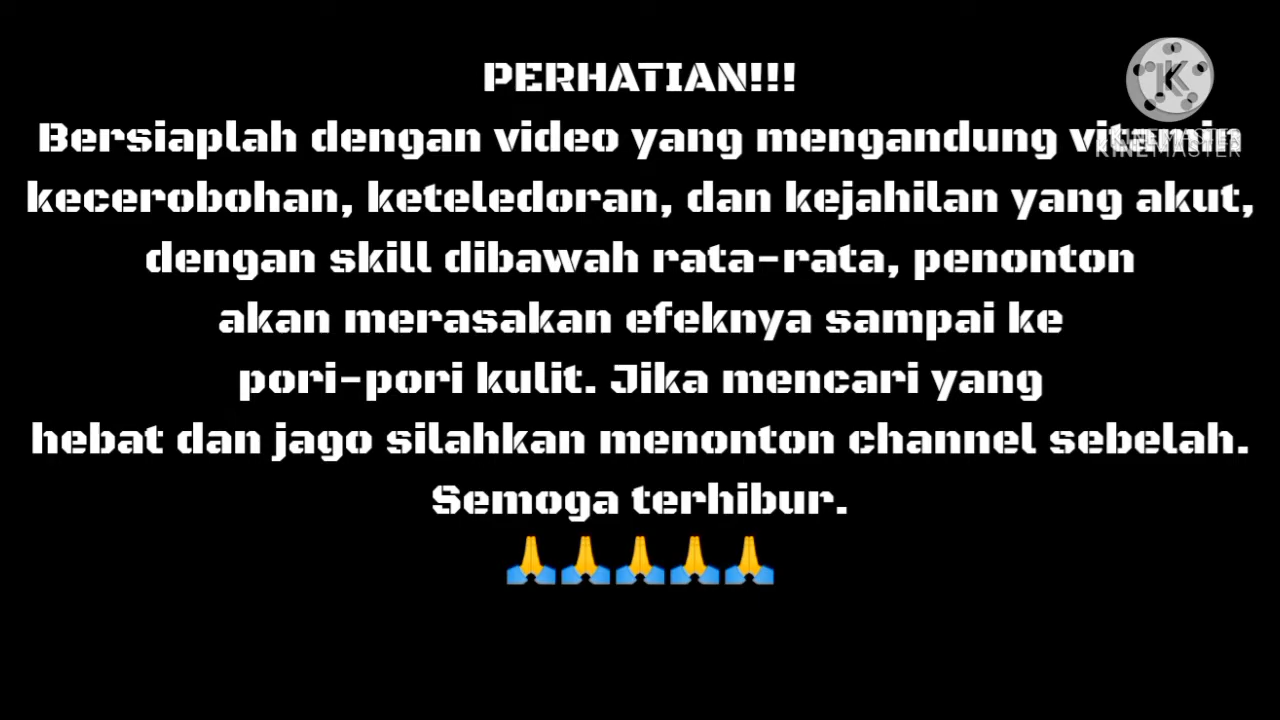 PERHATIAN!!!
Bersiaplah dengan video yang mengandung vitamin
kecerobohan, keteledoran, dan kejahilan yang akut,
dengan skill dibawah rata-rata, penonton
akan merasakan efeknya sampai ke
pori-pori kulit. Jika mencari yang
hebat dan jago silahkan menonton channel sebelah.
Semoga terhibur.
🙏🙏🙏🙏🙏
K
KINEMASTER